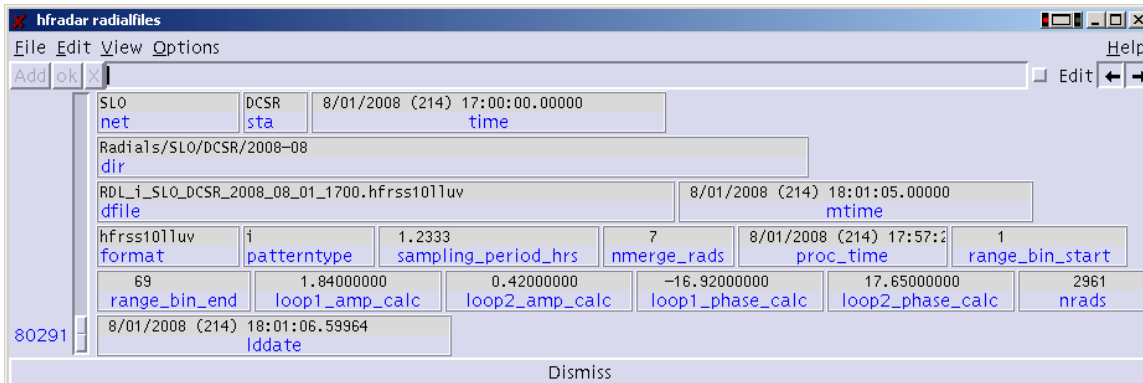 hfradar radialfiles
File Edit View Options Help
Add ok X Edit
SLO DCSR 8/01/2008 (214) 17:00:00.00000
net sta time
Radials/SLO/DCSR/2008-08
dir
RDL_i_SLO_DCSR_2008_08_01_1700.hfrss10lluv 8/01/2008 (214) 18:01:05.00000
dfile mtime
hfrss10lluv i 1.2333 7 8/01/2008 (214) 17:57:2 1
format patterntype sampling_period_hrs nmerge_rads proc_time range_bin_start
69 1.84000000 0.42000000 -16.92000000 17.65000000 2961
range_bin_end loop1_amp_calc loop2_amp_calc loop1_phase_calc loop2_phase_calc nrads
8/01/2008 (214) 18:01:06.59964
80291 lddate
Dismiss